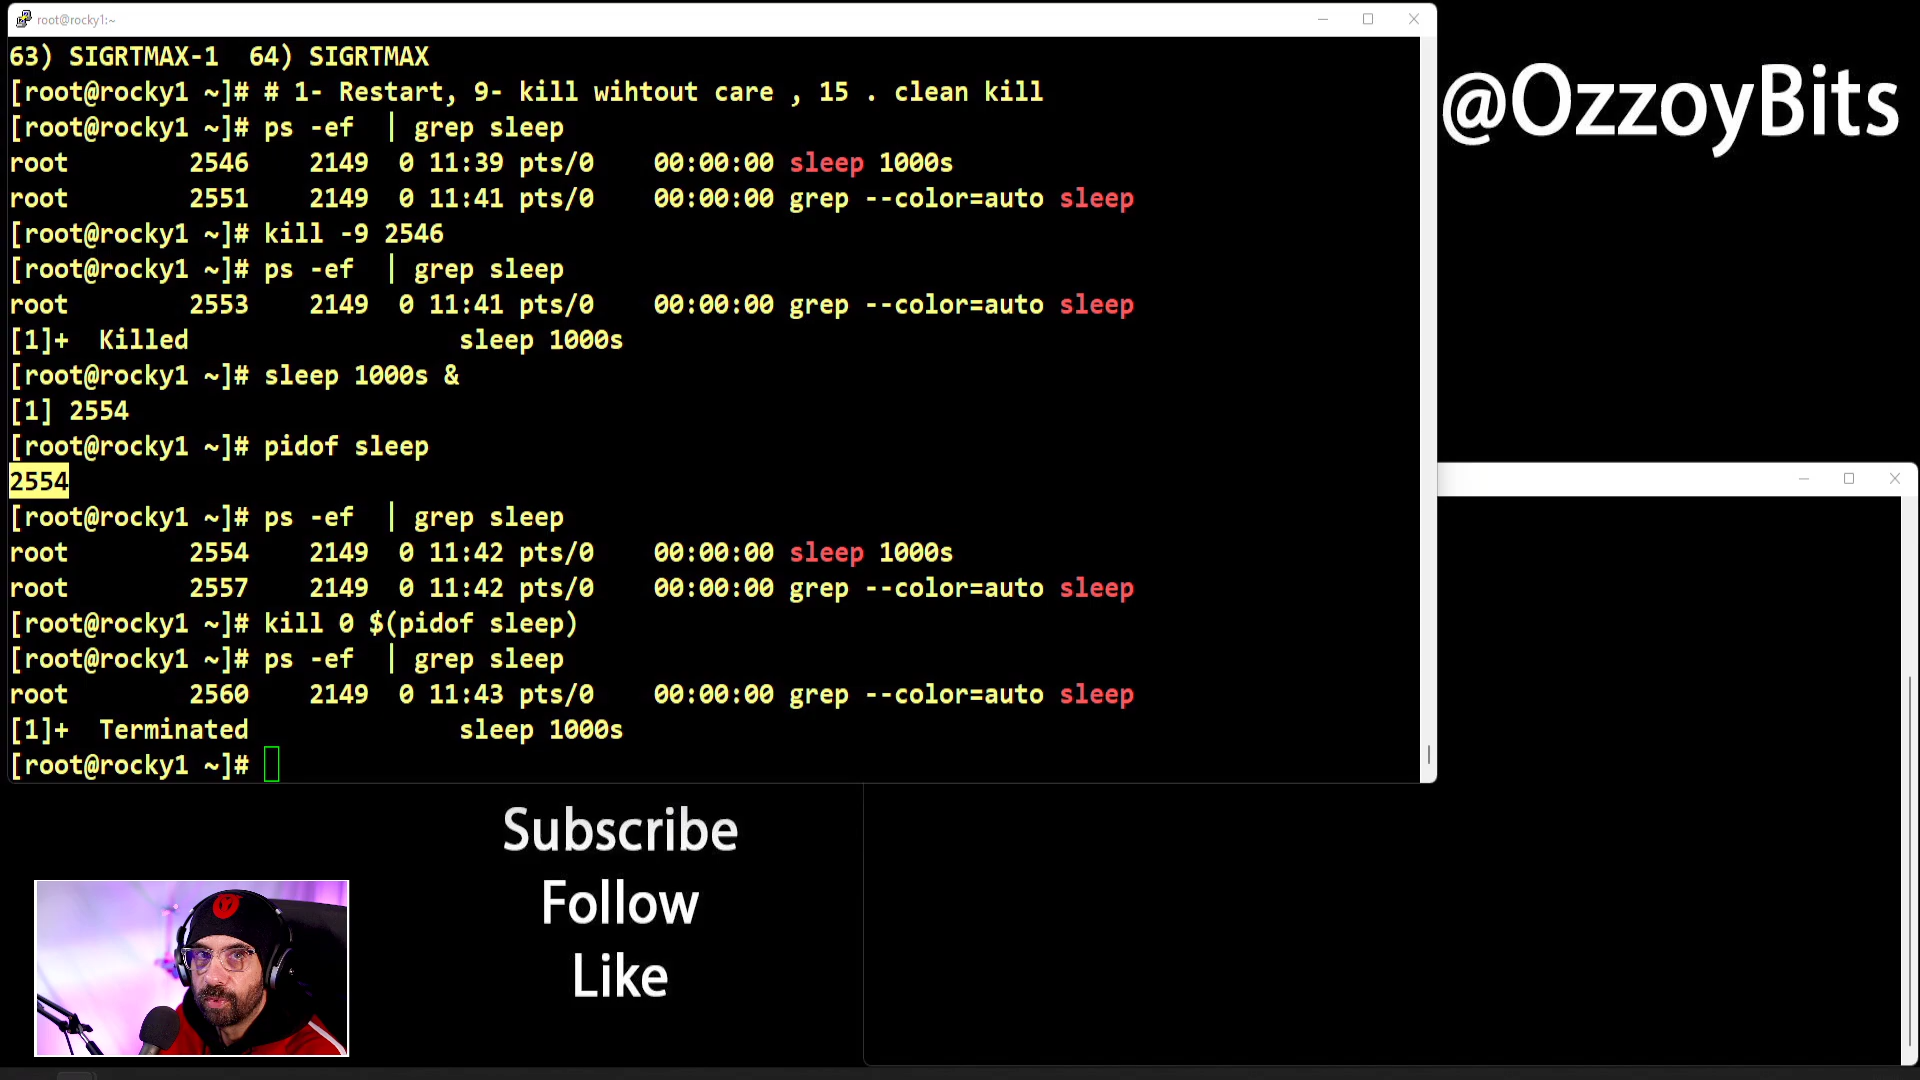 root@rocky1:~
63) SIGRTMAX-1  64) SIGRTMAX
[root@rocky1 ~]# # 1- Restart, 9- kill wihtout care , 15 . clean kill
[root@rocky1 ~]# ps -ef  | grep sleep
root        2546    2149  0 11:39 pts/0    00:00:00 sleep 1000s
root        2551    2149  0 11:41 pts/0    00:00:00 grep --color=auto sleep
[root@rocky1 ~]# kill -9 2546
[root@rocky1 ~]# ps -ef  | grep sleep
root        2553    2149  0 11:41 pts/0    00:00:00 grep --color=auto sleep
[1]+  Killed                  sleep 1000s
[root@rocky1 ~]# sleep 1000s &
[1] 2554
[root@rocky1 ~]# pidof sleep
2554
[root@rocky1 ~]# ps -ef  | grep sleep
root        2554    2149  0 11:42 pts/0    00:00:00 sleep 1000s
root        2557    2149  0 11:42 pts/0    00:00:00 grep --color=auto sleep
[root@rocky1 ~]# kill 0 $(pidof sleep)
[root@rocky1 ~]# ps -ef  | grep sleep
root        2560    2149  0 11:43 pts/0    00:00:00 grep --color=auto sleep
[1]+  Terminated              sleep 1000s
[root@rocky1 ~]#
@OzzoyBits
Subscribe
Follow
Like